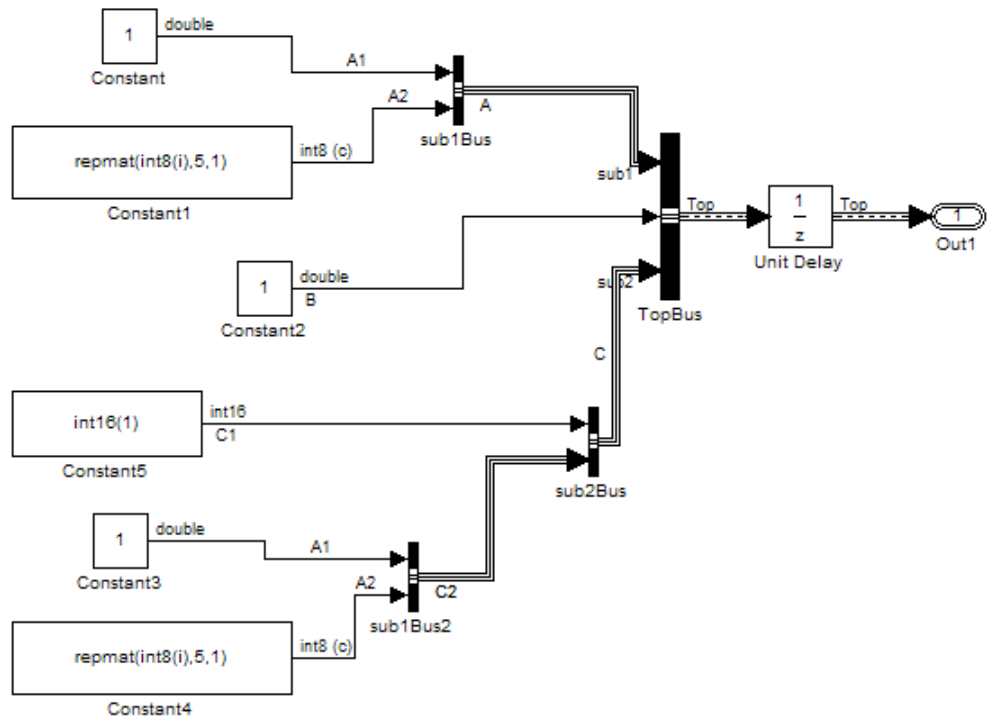 1
double
Constant
A1
A2
A
sub1Bus
repmat(int8(i),5,1)
int8 (c)
Constant1
sub1
1
double
B
Constant2
sub2
TopBus
Top
1
z
Unit Delay
Top
1
Out1
C
int16(1)
int16
C1
Constant5
sub2Bus
1
double
Constant3
A1
A2
C2
sub1Bus2
repmat(int8(i),5,1)
int8 (c)
Constant4